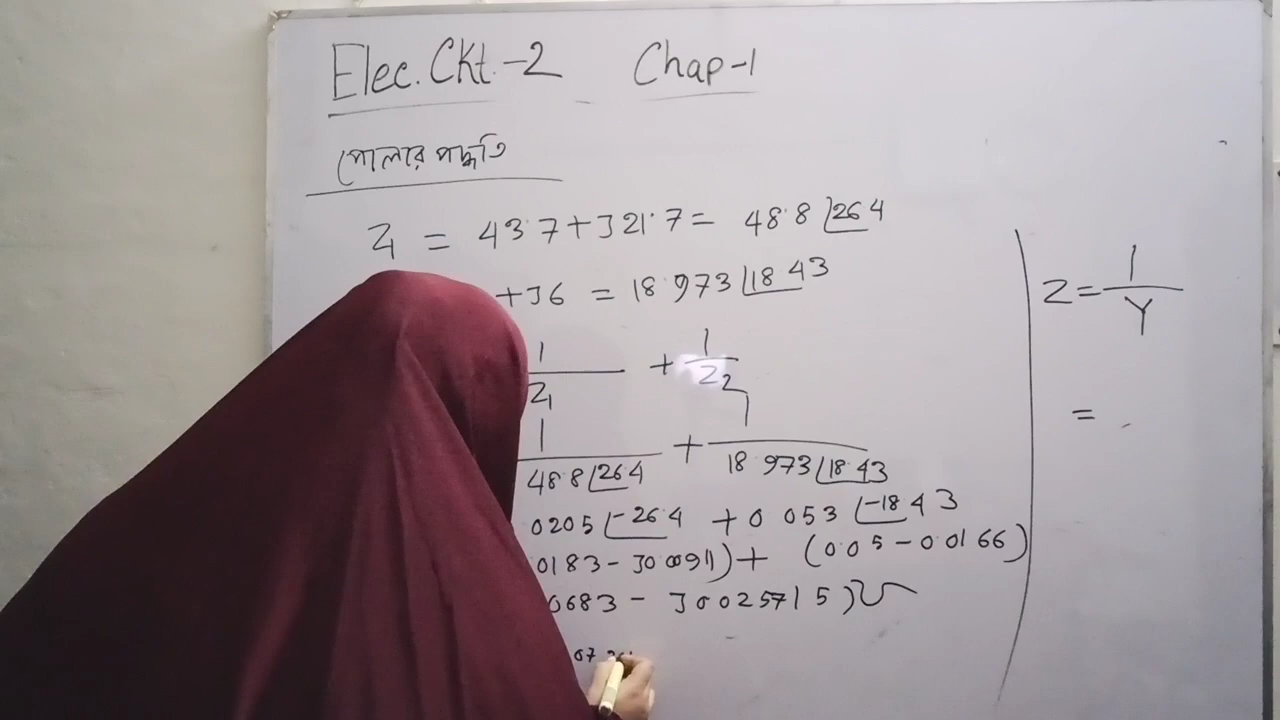 Elec. Ckt.-2 Chap-1
পোলার পদ্ধতি
Z1 = 43.7+J21.7= 48.8∠26.4
+J6 = 18.973∠18.43
1/Z1 + 1/Z2
1/48.8∠26.4 + 1/18.973∠18.43
0205∠-26.4 +0.053∠-18.43
0183-J0.0091)+ (0.05-0.0166)
0683 - J0.025715)
07
Z= 1/Y
=